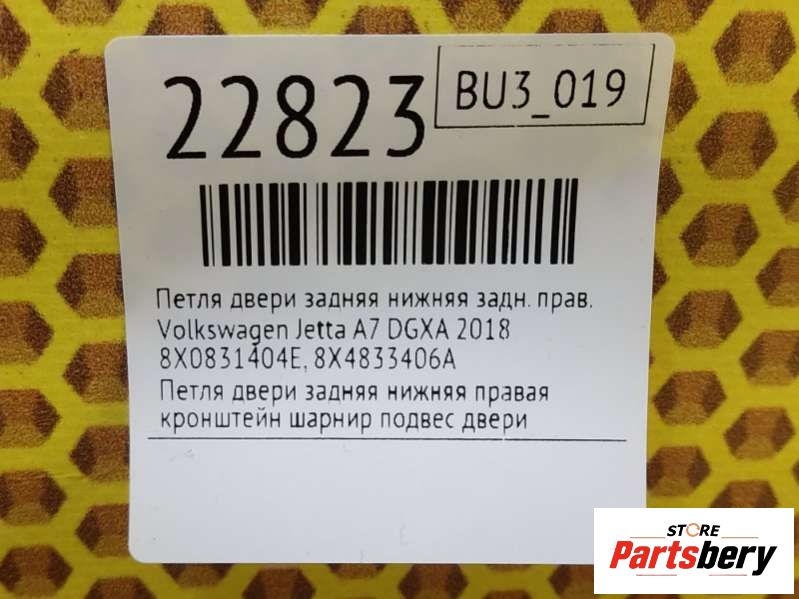 22823
BU3_019
Петля двери задняя нижняя задн. прав.
Volkswagen Jetta A7 DGXA 2018
8X0831404E, 8X4833406A
Петля двери задняя нижняя правая
кронштейн шарнир подвес двери
STORE
Partsbery